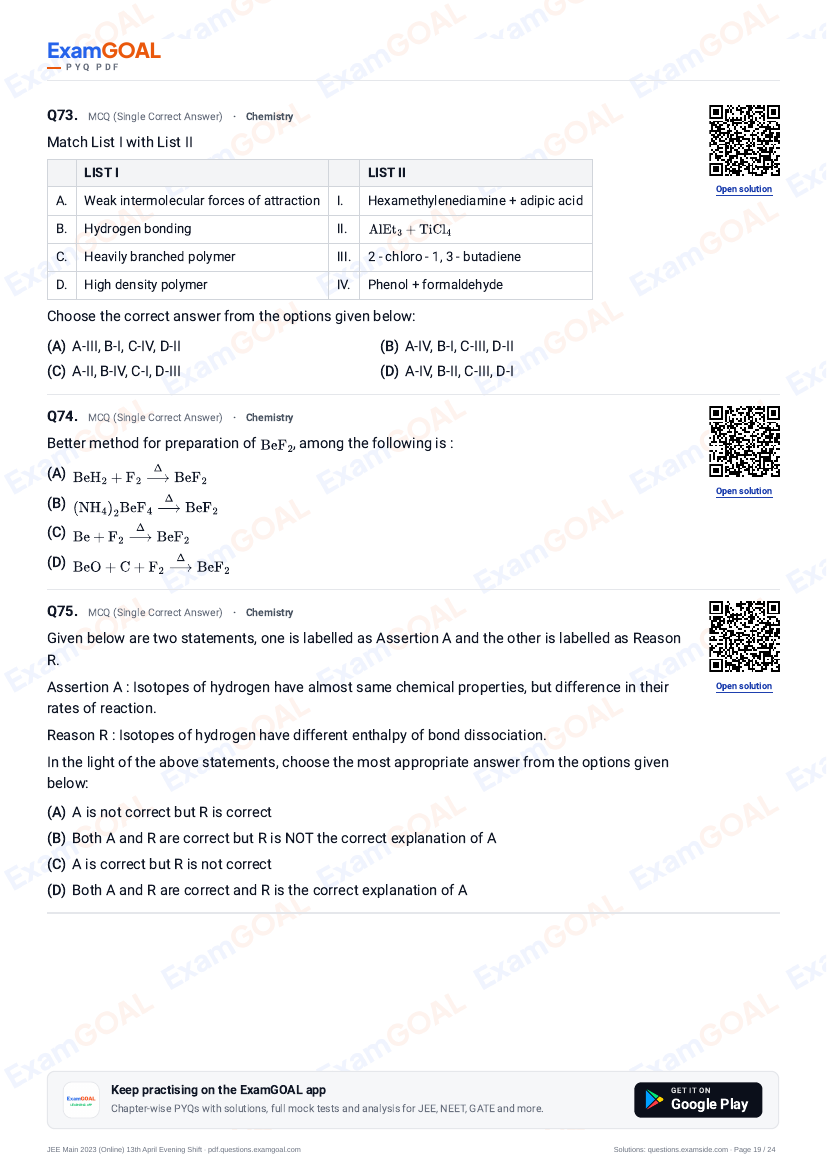 ExamGOAL
PYQ PDF
Q73. MCQ (Single Correct Answer) · Chemistry
Match List I with List II
LIST I LIST II
A. Weak intermolecular forces of attraction I. Hexamethylenediamine + adipic acid
B. Hydrogen bonding II. AlEt₃ + TiCl₄
C. Heavily branched polymer III. 2 - chloro - 1, 3 - butadiene
D. High density polymer IV. Phenol + formaldehyde
Open solution
Choose the correct answer from the options given below:
(A) A-III, B-I, C-IV, D-II (B) A-IV, B-I, C-III, D-II
(C) A-II, B-IV, C-I, D-III (D) A-IV, B-II, C-III, D-I
Q74. MCQ (Single Correct Answer) · Chemistry
Better method for preparation of BeF₂, among the following is :
(A) BeH₂ + F₂ —Δ→ BeF₂
(B) (NH₄)₂BeF₄ —Δ→ BeF₂
(C) Be + F₂ —Δ→ BeF₂
(D) BeO + C + F₂ —Δ→ BeF₂
Open solution
Q75. MCQ (Single Correct Answer) · Chemistry
Given below are two statements, one is labelled as Assertion A and the other is labelled as Reason
R.
Assertion A : Isotopes of hydrogen have almost same chemical properties, but difference in their
rates of reaction.
Reason R : Isotopes of hydrogen have different enthalpy of bond dissociation.
In the light of the above statements, choose the most appropriate answer from the options given
below:
(A) A is not correct but R is correct
(B) Both A and R are correct but R is NOT the correct explanation of A
(C) A is correct but R is not correct
(D) Both A and R are correct and R is the correct explanation of A
Open solution
ExamGOAL
Keep practising on the ExamGOAL app
Chapter-wise PYQs with solutions, full mock tests and analysis for JEE, NEET, GATE and more.
GET IT ON
Google Play
JEE Main 2023 (Online) 13th April Evening Shift · pdf.questions.examgoal.com Solutions: questions.examside.com · Page 19 / 24